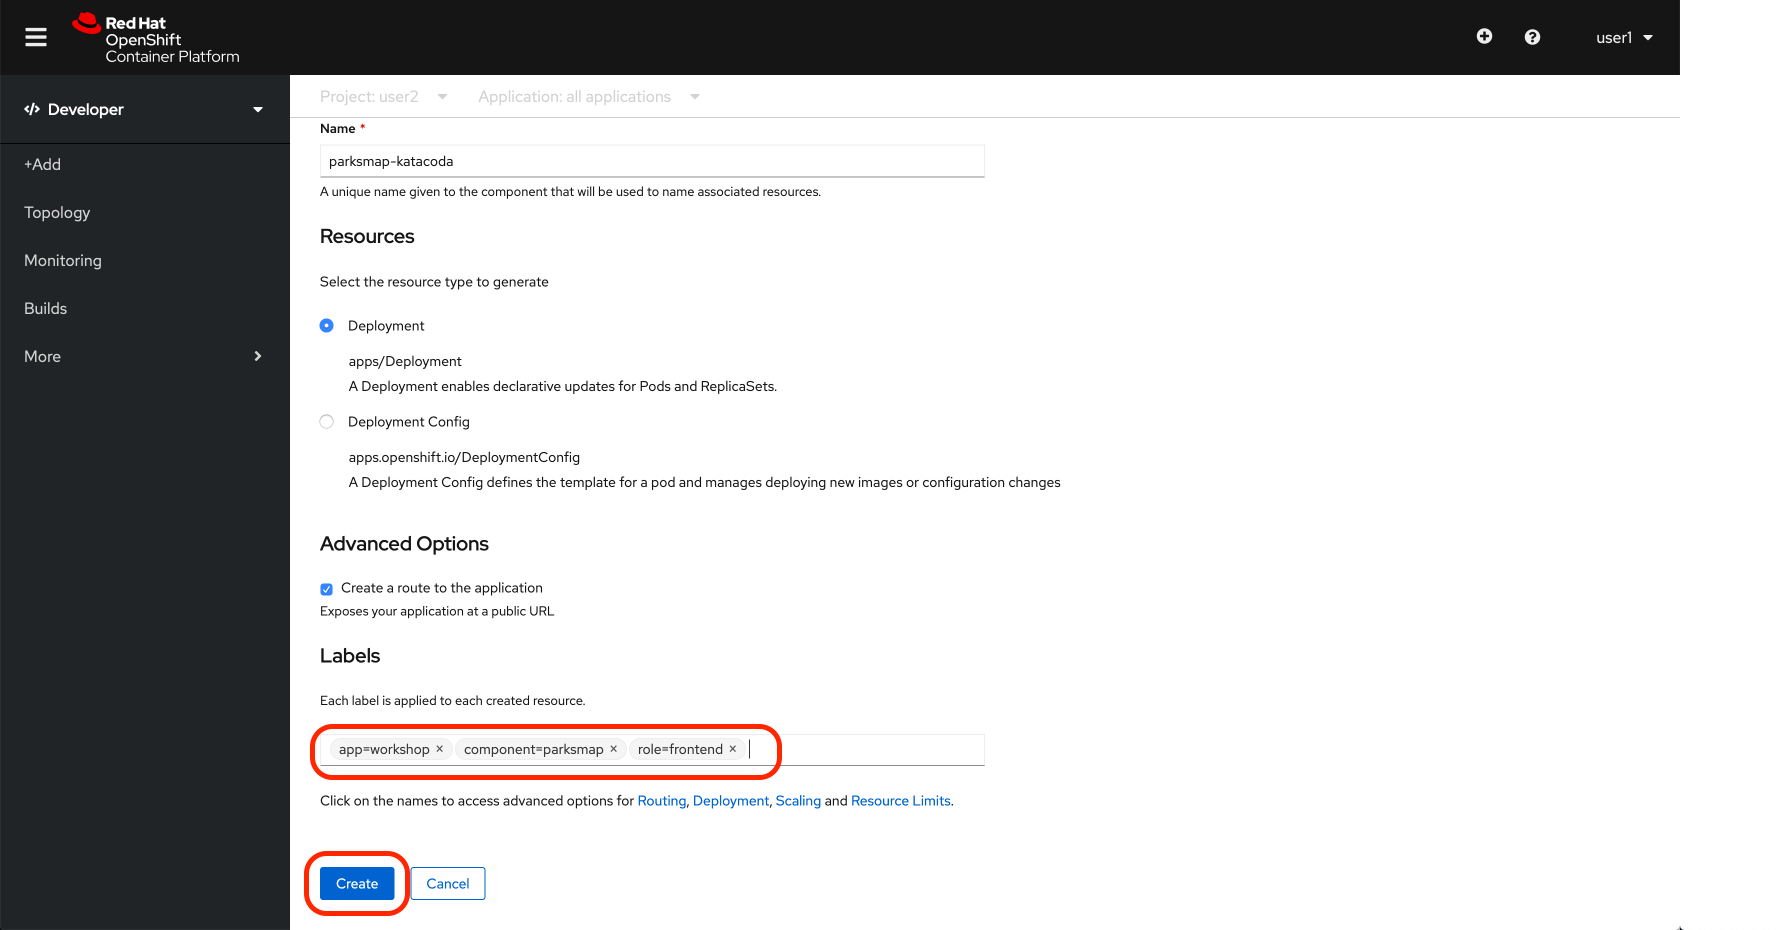 Red Hat
OpenShift
Container Platform
user1
Developer
+Add
Topology
Monitoring
Builds
More
Project: user2
Application: all applications
Name *
parksmap-katacoda
A unique name given to the component that will be used to name associated resources.
Resources
Select the resource type to generate
Deployment
apps/Deployment
A Deployment enables declarative updates for Pods and ReplicaSets.
Deployment Config
apps.openshift.io/DeploymentConfig
A Deployment Config defines the template for a pod and manages deploying new images or configuration changes
Advanced Options
Create a route to the application
Exposes your application at a public URL
Labels
Each label is applied to each created resource.
app=workshop × component=parksmap × role=frontend ×
Click on the names to access advanced options for Routing, Deployment, Scaling and Resource Limits.
Create Cancel